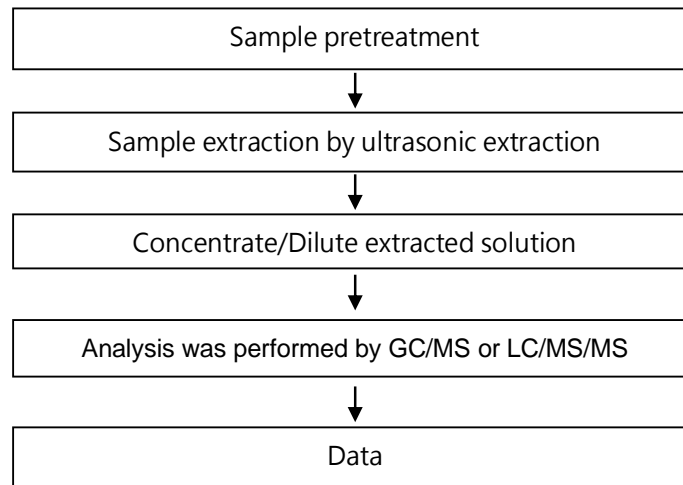 Sample pretreatment
Sample extraction by ultrasonic extraction
Concentrate/Dilute extracted solution
Analysis was performed by GC/MS or LC/MS/MS
Data